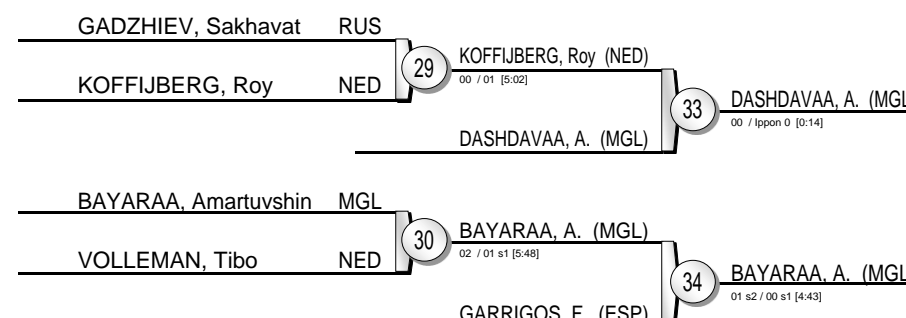 GADZHIEV, Sakhavat RUS
29
KOFFIJBERG, Roy (NED)
00 / 01 [5:02]
KOFFIJBERG, Roy NED
33
DASHDAVAA, A. (MGL
00 / Ippon 0 [0:14]
DASHDAVAA, A. (MGL)
BAYARAA, Amartuvshin MGL
30
BAYARAA, A. (MGL)
02 / 01 s1 [5:48]
VOLLEMAN, Tibo NED
34
BAYARAA, A. (MGL
01 s2 / 00 s1 [4:43]
GARRIGOS, F. (ESP)